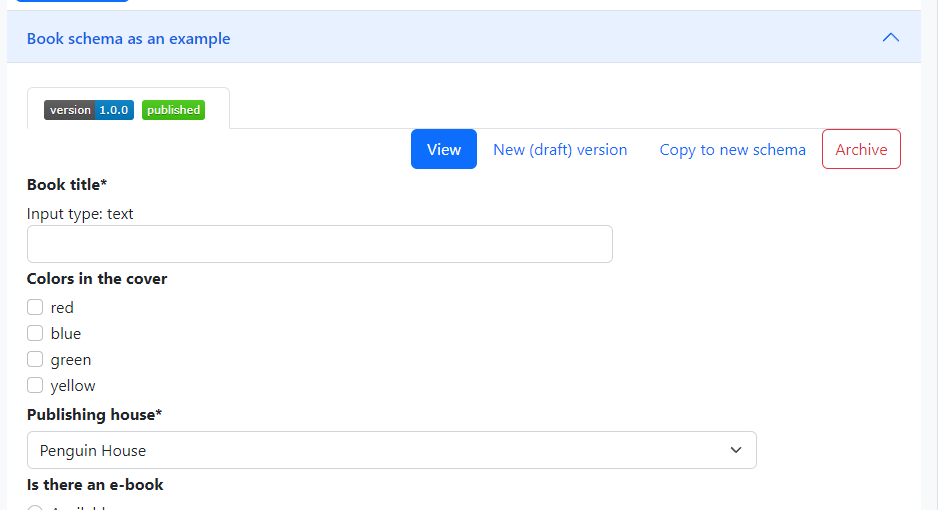 Book schema as an example
version 1.0.0 published
View New (draft) version Copy to new schema Archive
Book title*
Input type: text
Colors in the cover
red
blue
green
yellow
Publishing house*
Penguin House
Is there an e-book